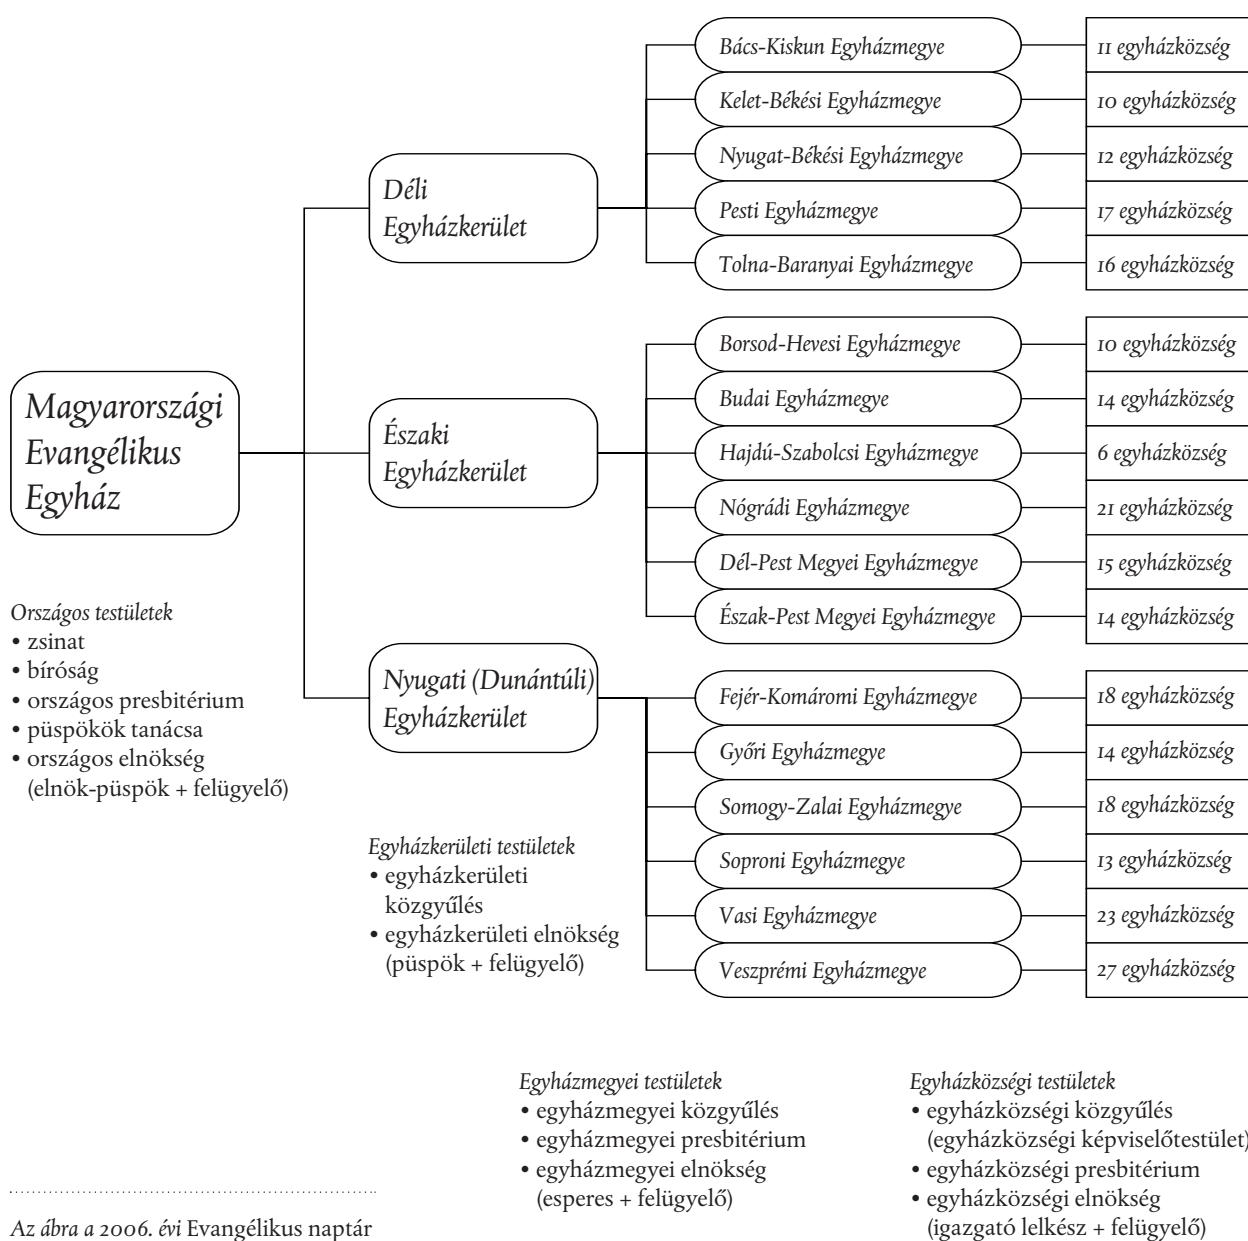 Bács-Kiskun Egyházmegye
11 egyházközség
Kelet-Békési Egyházmegye
10 egyházközség
Nyugat-Békési Egyházmegye
12 egyházközség
Pesti Egyházmegye
17 egyházközség
Tolna-Baranyai Egyházmegye
16 egyházközség
Déli
Egyházkerület
Borsod-Hevesi Egyházmegye
10 egyházközség
Budai Egyházmegye
14 egyházközség
Hajdú-Szabolcsi Egyházmegye
6 egyházközség
Nógrádi Egyházmegye
21 egyházközség
Dél-Pest Megyei Egyházmegye
15 egyházközség
Észak-Pest Megyei Egyházmegye
14 egyházközség
Magyarországi
Evangélikus
Egyház
Északi
Egyházkerület
Országos testületek
• zsinat
• bíróság
• országos presbitérium
• püspökök tanácsa
• országos elnökség
(elnök-püspök + felügyelő)
Nyugati (Dunántúli)
Egyházkerület
Fejér-Komáromi Egyházmegye
18 egyházközség
Győri Egyházmegye
14 egyházközség
Somogy-Zalai Egyházmegye
18 egyházközség
Soproni Egyházmegye
13 egyházközség
Vasi Egyházmegye
23 egyházközség
Veszprémi Egyházmegye
27 egyházközség
Egyházkerületi testületek
• egyházkerületi
közgyűlés
• egyházkerületi elnökség
(püspök + felügyelő)
Egyházmegyei testületek
• egyházmegyei közgyűlés
• egyházmegyei presbitérium
• egyházmegyei elnökség
(esperes + felügyelő)
Egyházközségi testületek
• egyházközségi közgyűlés
(egyházközségi képviselőtestület)
• egyházközségi presbitérium
• egyházközségi elnökség
(igazgató lelkész + felügyelő)
Az ábra a 2006. évi Evangélikus naptár